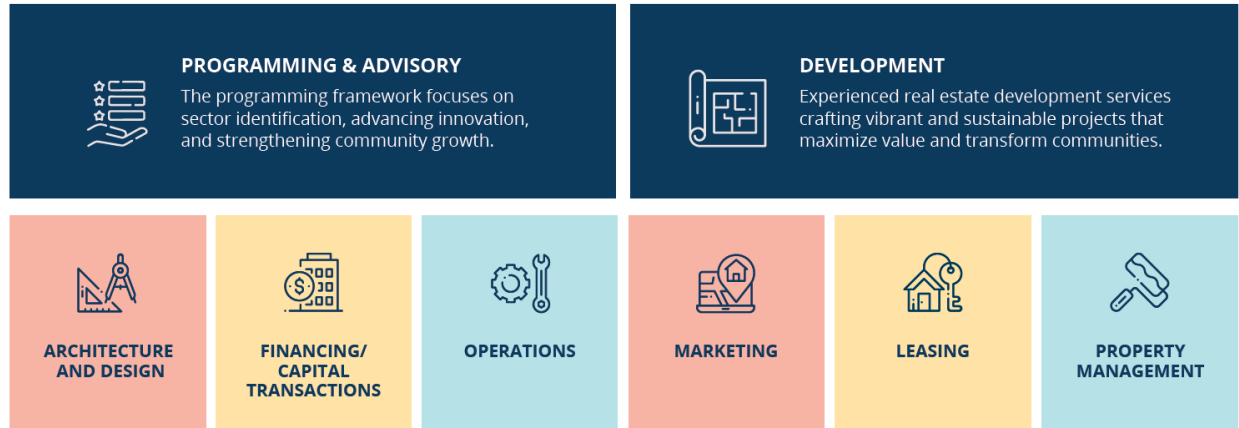 PROGRAMMING & ADVISORY
The programming framework focuses on
sector identification, advancing innovation,
and strengthening community growth.
DEVELOPMENT
Experienced real estate development services
crafting vibrant and sustainable projects that
maximize value and transform communities.
ARCHITECTURE
AND DESIGN
FINANCING/
CAPITAL
TRANSACTIONS
OPERATIONS
MARKETING
LEASING
PROPERTY
MANAGEMENT